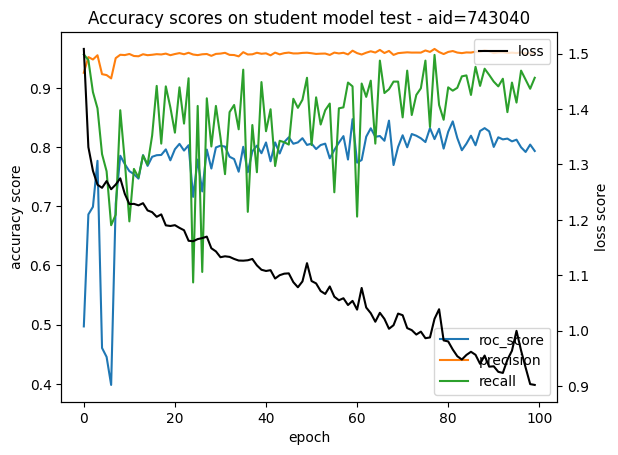 Accuracy scores on student model test - aid=743040
loss
accuracy score
0.9
0.8
0.7
0.6
0.5
0.4
1.5
1.4
1.3
1.2
1.1
1.0
0.9
loss score
roc_score
precision
recall
0
20
40
60
80
100
epoch